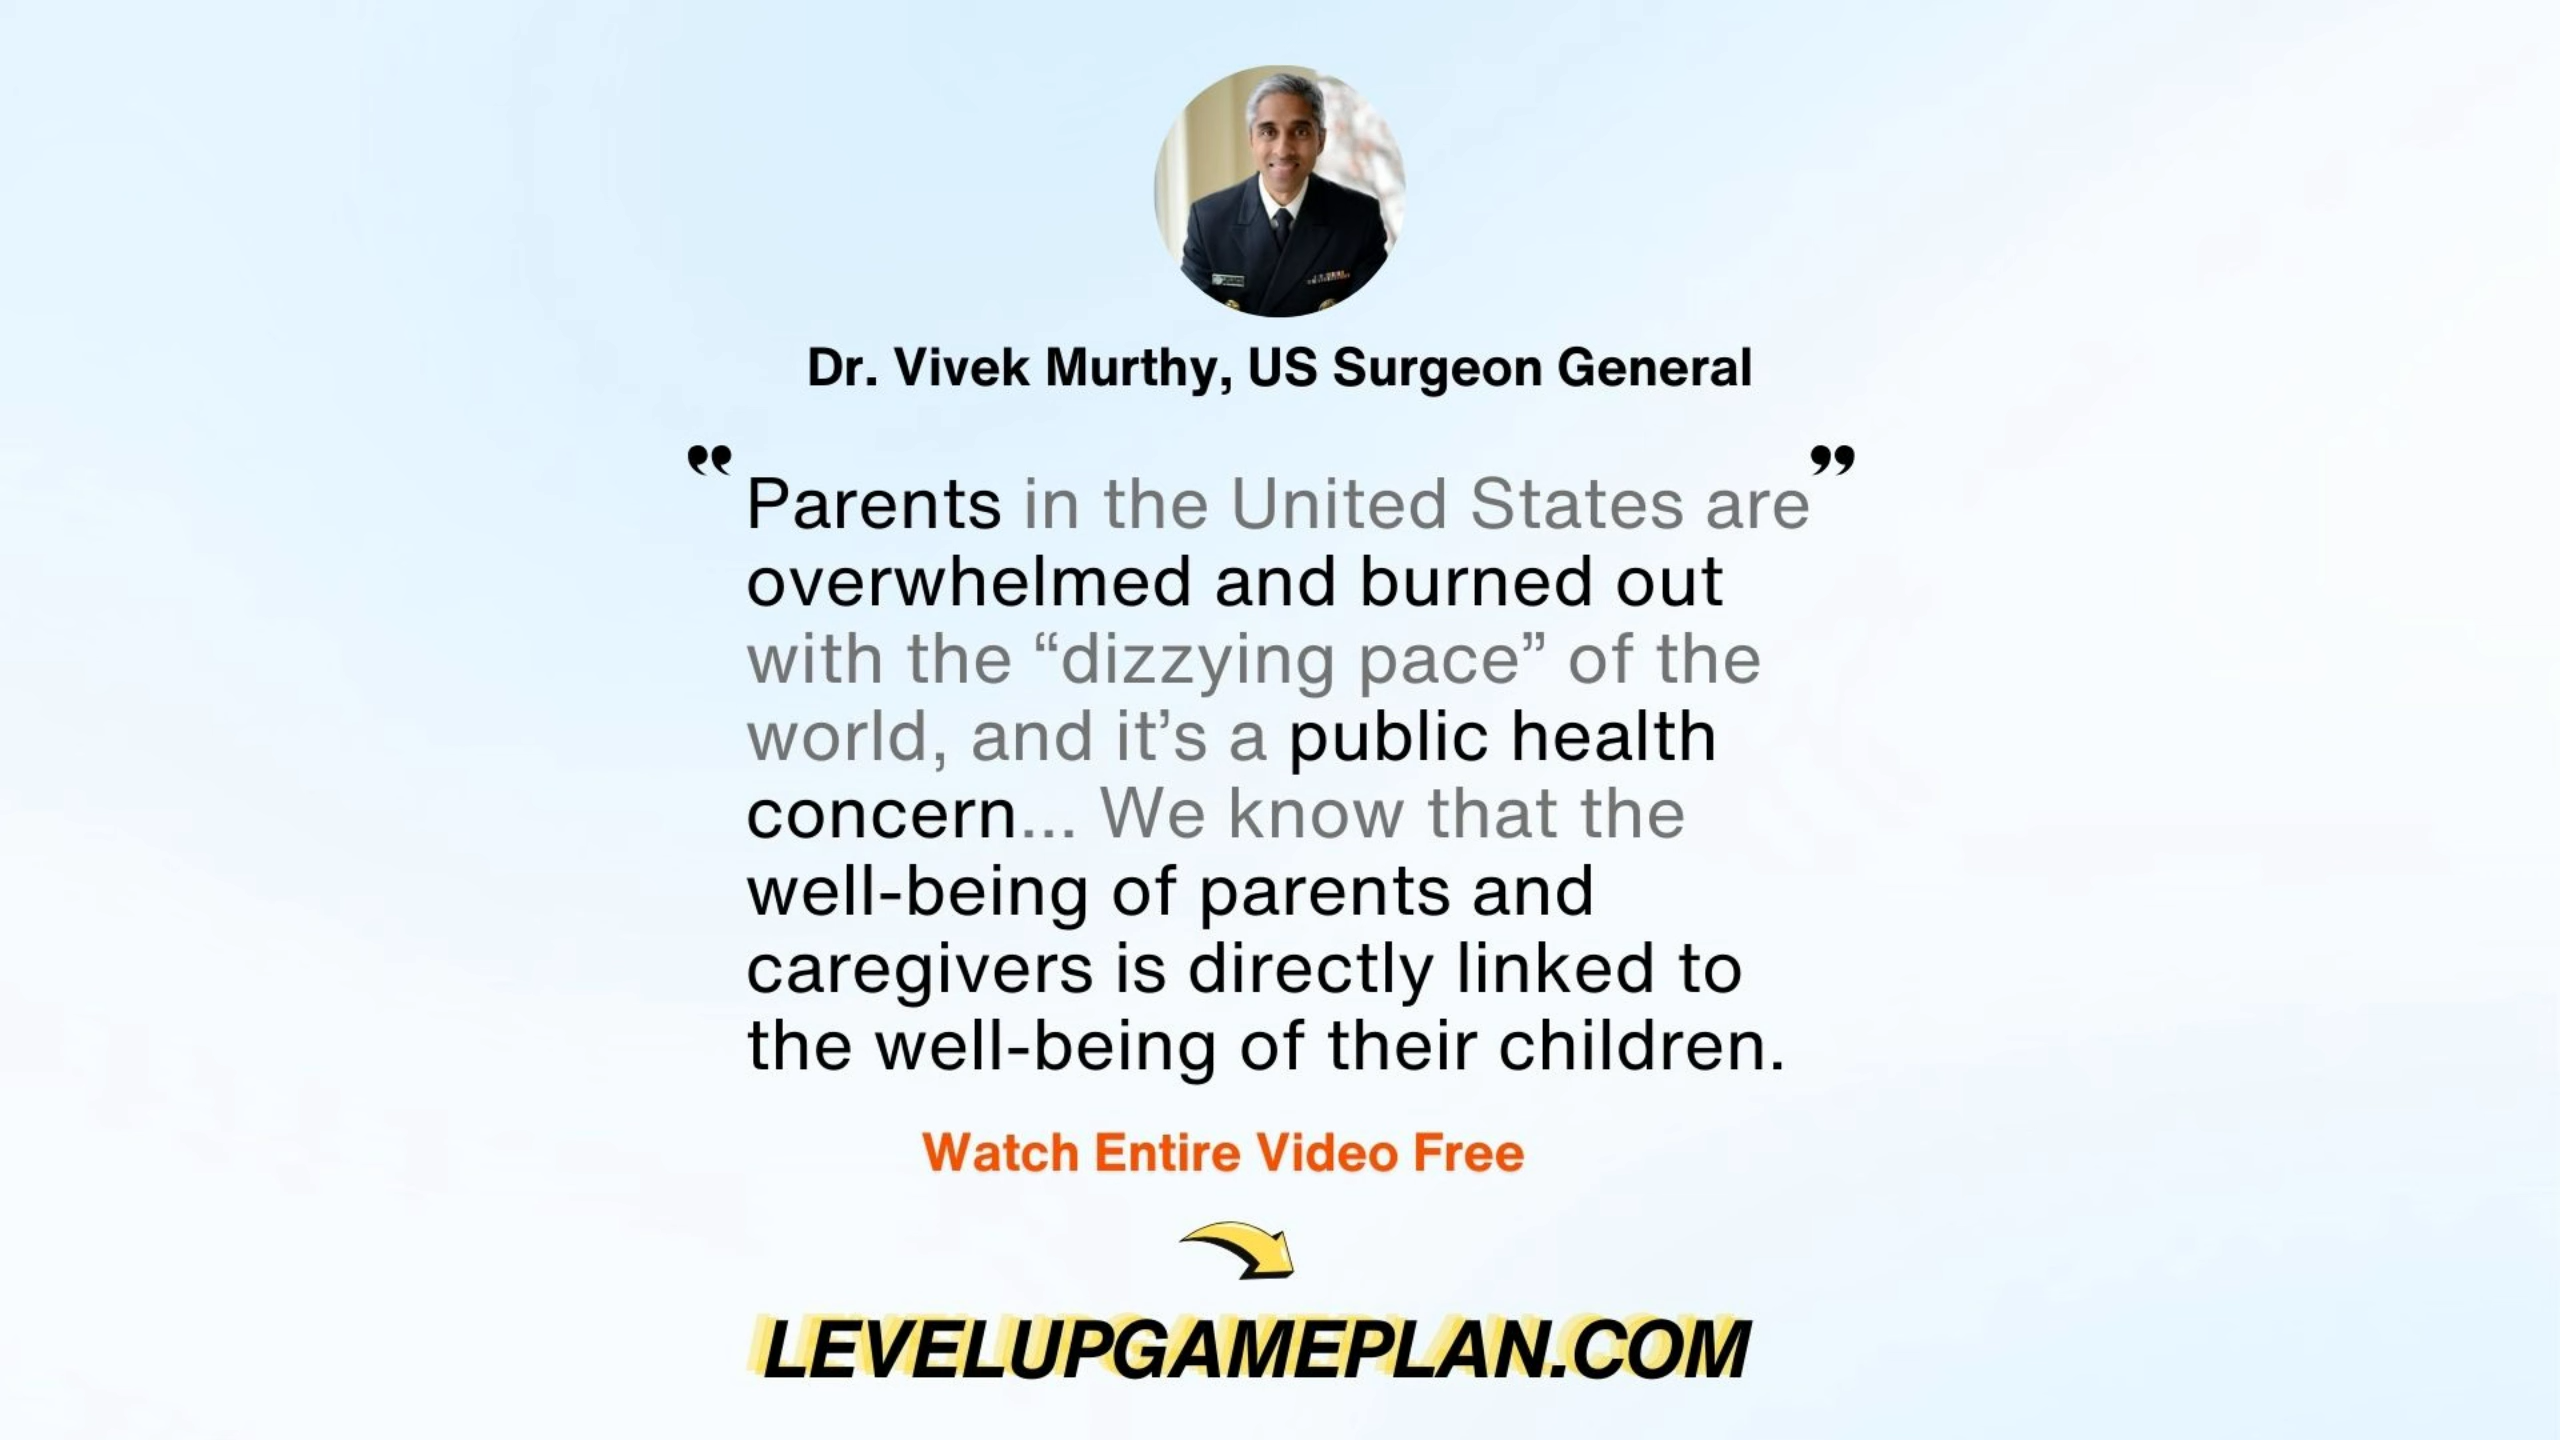 Dr. Vivek Murthy, US Surgeon General
”Parents in the United States are”
overwhelmed and burned out
with the “dizzying pace” of the
world, and it’s a public health
concern... We know that the
well-being of parents and
caregivers is directly linked to
the well-being of their children.
Watch Entire Video Free
LEVELUPGAMEPLAN.COM